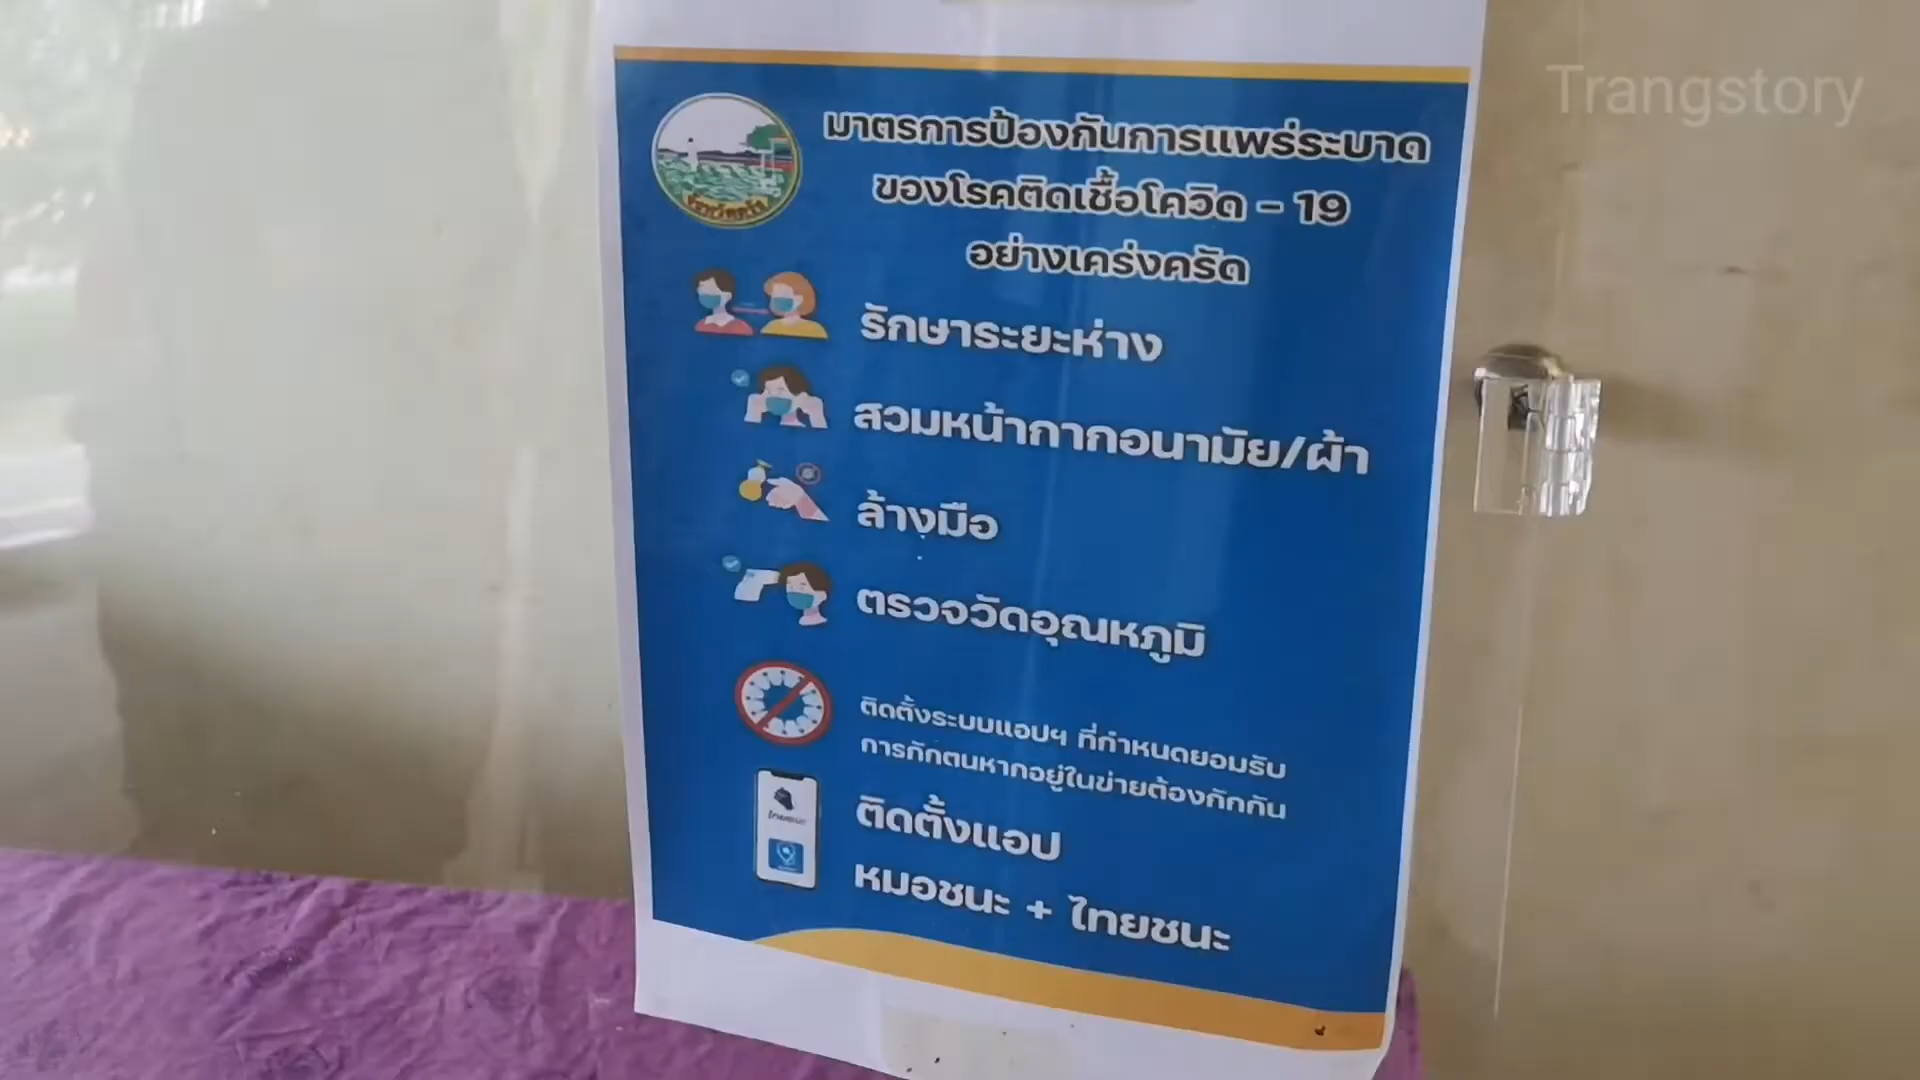 Trangstory
มาตรการป้องกันการแพร่ระบาด
ของโรคติดเชื้อโควิด - 19
อย่างเคร่งครัด
รักษาระยะห่าง
สวมหน้ากากอนามัย/ผ้า
ล้างมือ
ตรวจวัดอุณหภูมิ
ติดตั้งระบบแอปฯ ที่กำหนดยอมรับ
การกักตนหากอยู่ในข่ายต้องกักกัน
ติดตั้งแอป
หมอชนะ + ไทยชนะ